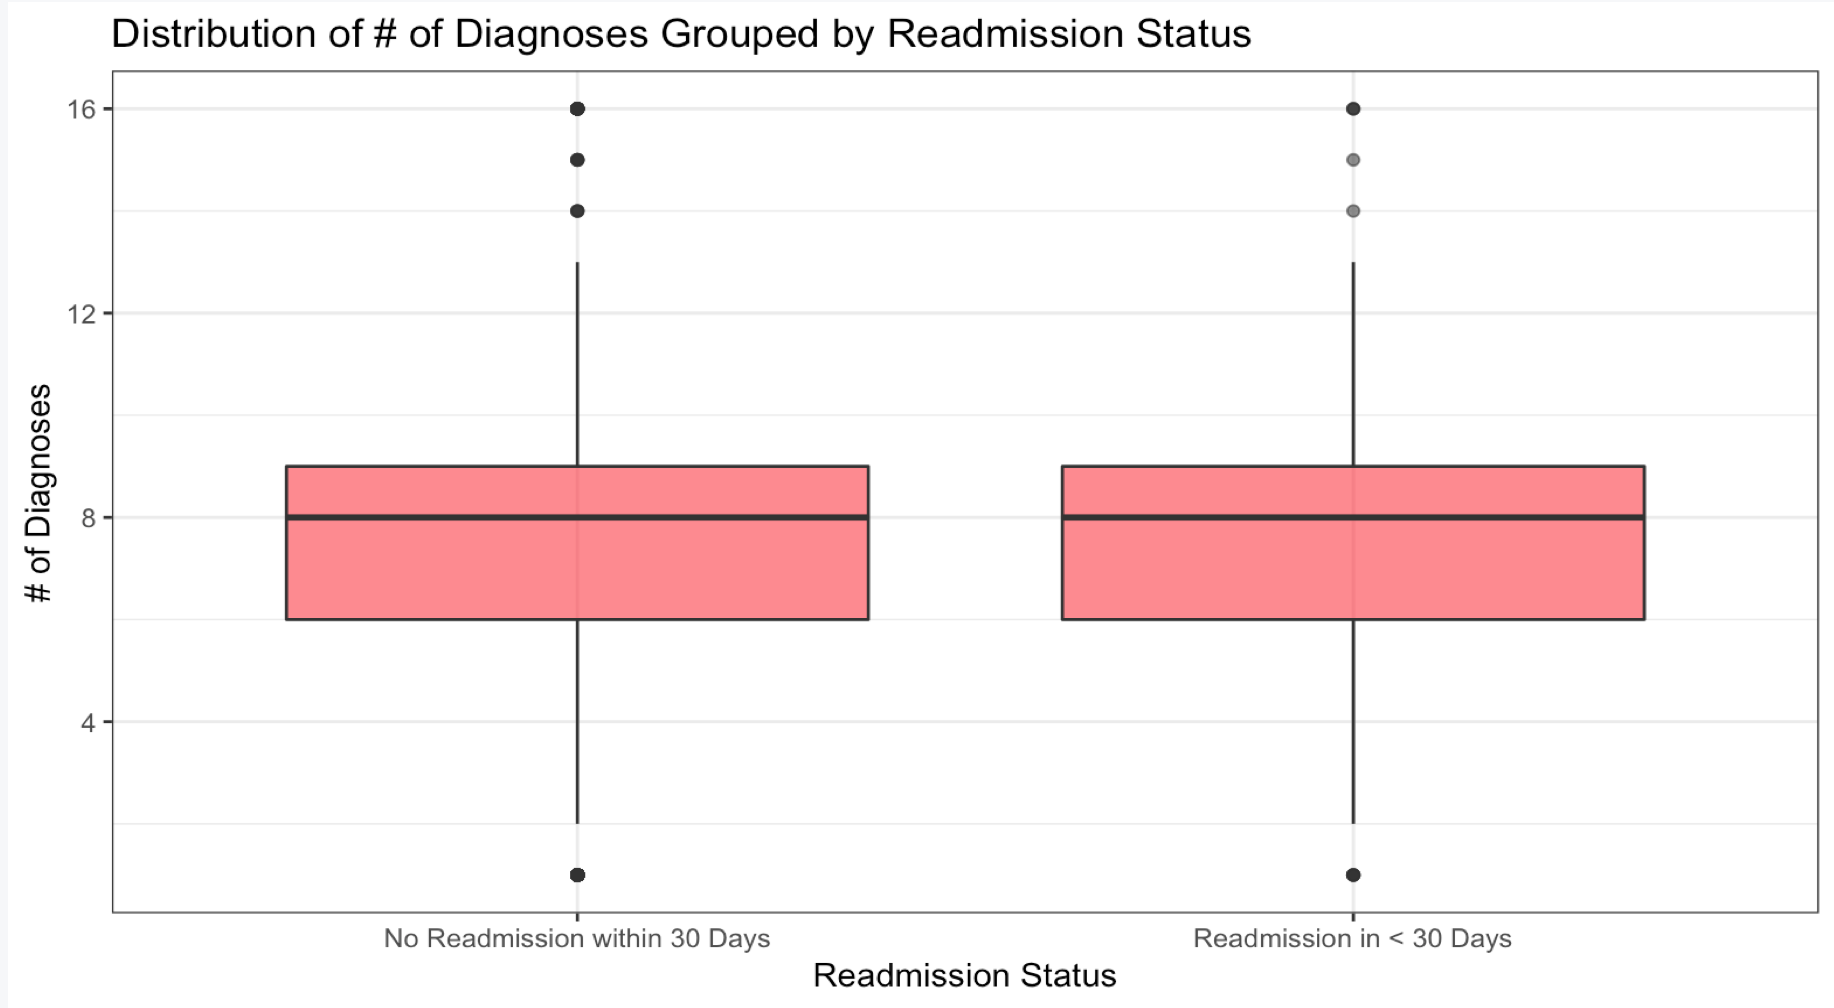 Distribution of # of Diagnoses Grouped by Readmission Status
16
12
8
4
# of Diagnoses
No Readmission within 30 Days
Readmission in < 30 Days
Readmission Status